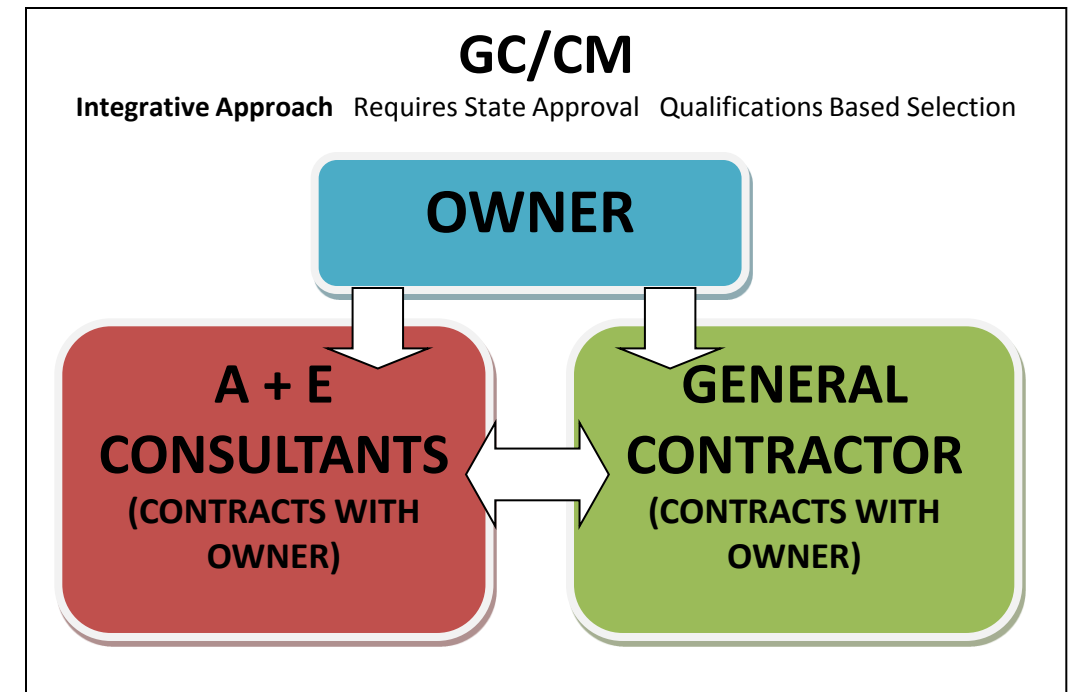 GC/CM
Integrative Approach Requires State Approval Qualifications Based Selection
OWNER
A + E
CONSULTANTS
(CONTRACTS WITH
OWNER)
GENERAL
CONTRACTOR
(CONTRACTS WITH
OWNER)